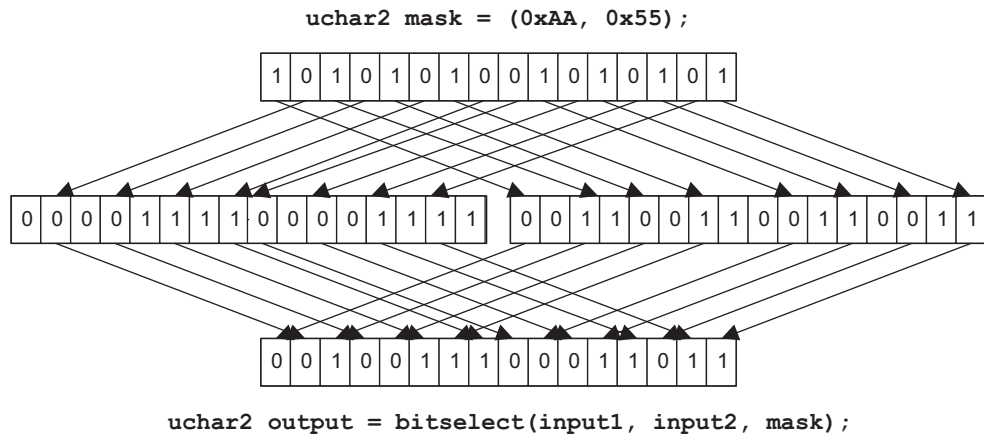 uchar2 mask = (0xAA, 0x55);
1 0 1 0 1 0 1 0 0 1 0 1 0 1 0 1
0 0 0 0 1 1 1 1 0 0 0 0 1 1 1 1 0 0 1 1 0 0 1 1 0 0 1 1 0 0 1 1
0 0 1 0 0 1 1 1 0 0 0 1 1 0 1 1
uchar2 output = bitselect(input1, input2, mask);